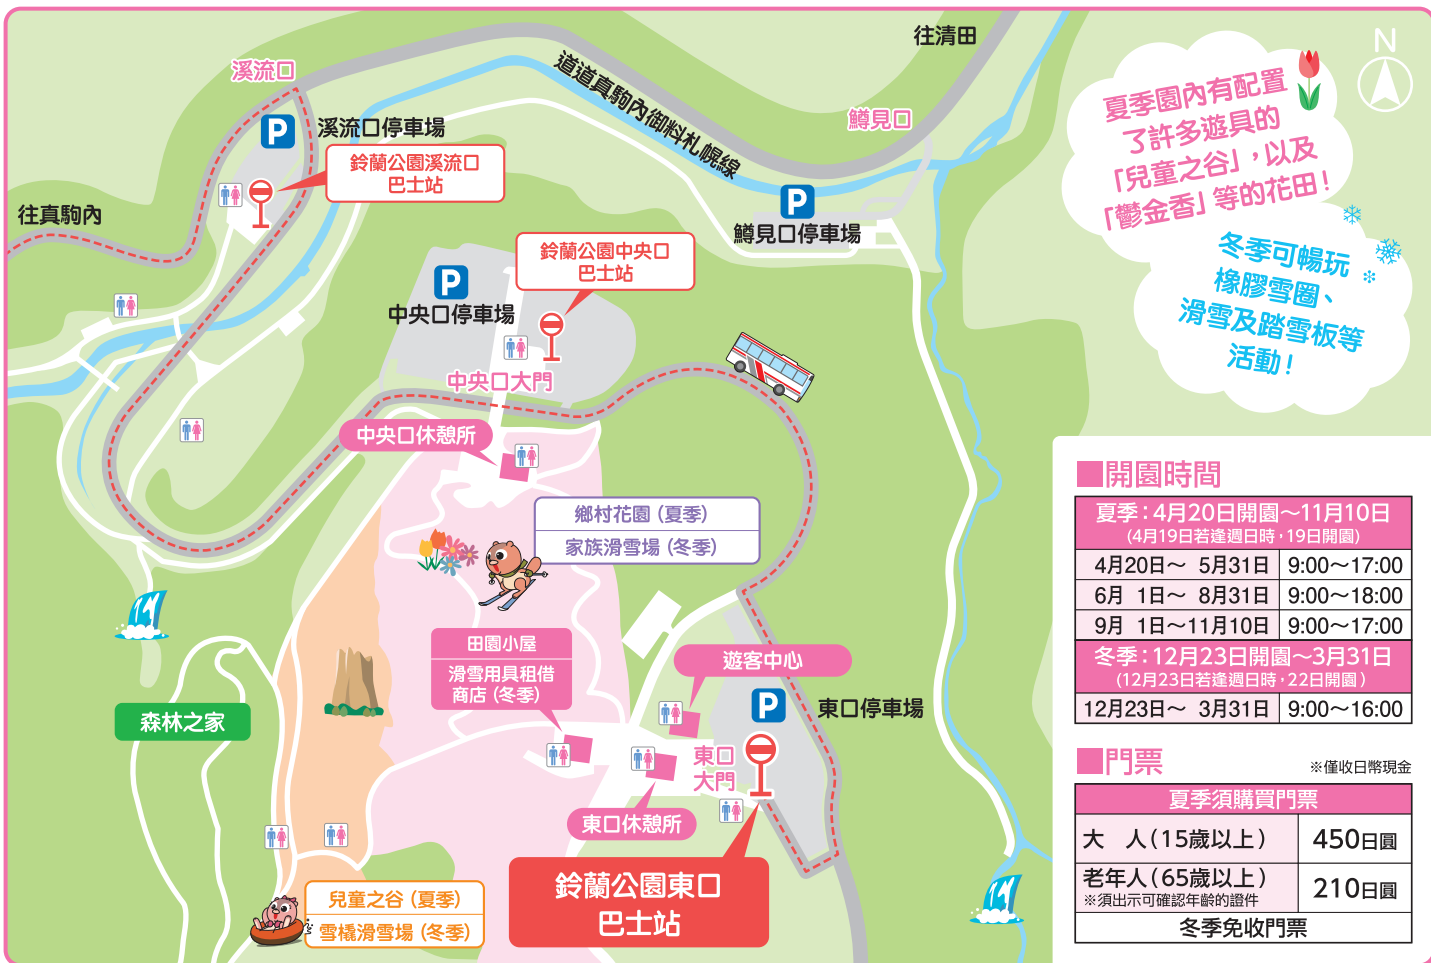 往清田
N
溪流口
道道真駒內御料札幌線
夏季園內有配置
了許多遊具的
「兒童之谷」，以及
「鬱金香」等的花田！
鱒見口
P
溪流口停車場
鈴蘭公園溪流口
巴士站
往真駒內
P
鱒見口停車場
冬季可暢玩
橡膠雪圈、
滑雪及踏雪板等
活動！
鈴蘭公園中央口
巴士站
P
中央口停車場
中央口大門
中央口休憩所
鄉村花園（夏季）
家族滑雪場（冬季）
田園小屋
滑雪用具租借
商店（冬季）
遊客中心
P
東口停車場
森林之家
東口
大門
東口休憩所
鈴蘭公園東口
巴士站
兒童之谷（夏季）
雪橇滑雪場（冬季）
■開園時間
夏季：4月20日開園～11月10日
（4月19日若逢週日時，19日開園）
4月20日～ 5月31日 9:00～17:00
6月 1日～ 8月31日 9:00～18:00
9月 1日～11月10日 9:00～17:00
冬季：12月23日開園～3月31日
（12月23日若逢週日時，22日開園）
12月23日～ 3月31日 9:00～16:00
■門票 ※僅收日幣現金
夏季須購買門票
大　人（15歲以上） 450日圓
老年人（65歲以上） 210日圓
※須出示可確認年齡的證件
冬季免收門票